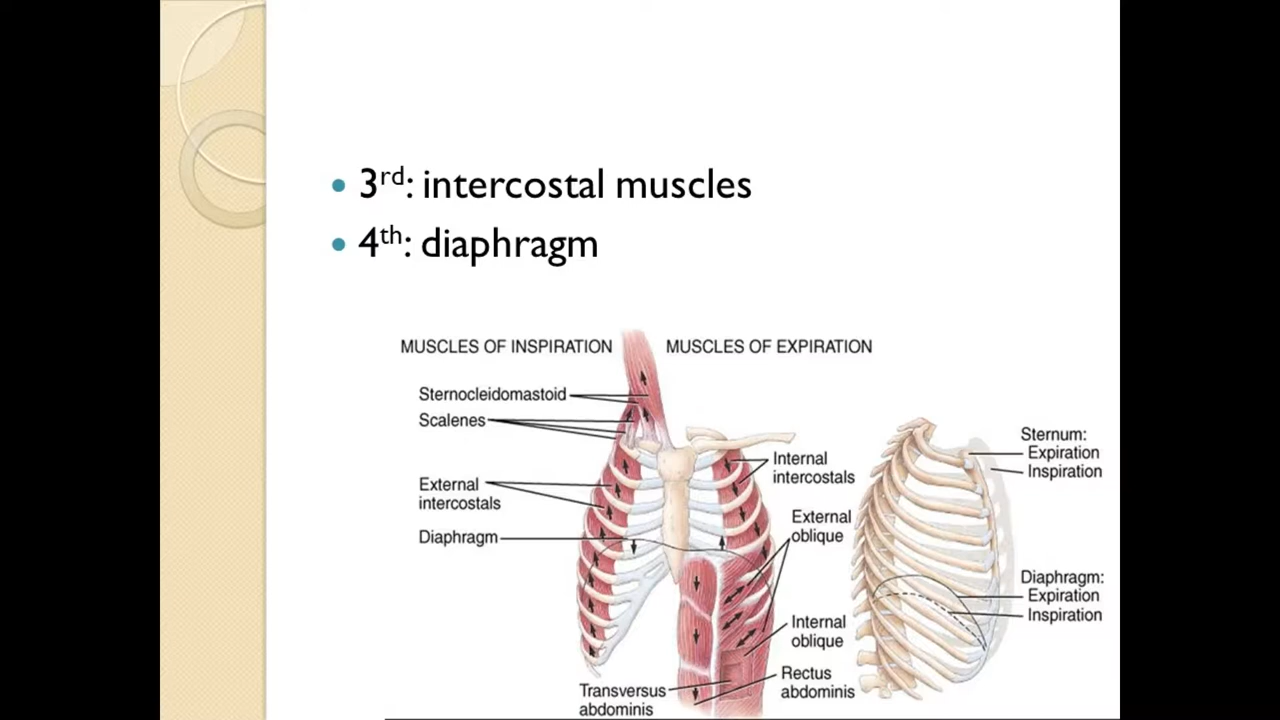 • 3rd: intercostal muscles
• 4th: diaphragm
MUSCLES OF INSPIRATION
MUSCLES OF EXPIRATION
Sternocleidomastoid
Scalenes
External
intercostals
Diaphragm
Internal
intercostals
External
oblique
Internal
oblique
Rectus
abdominis
Transversus
abdominis
Sternum:
Expiration
Inspiration
Diaphragm:
Expiration
Inspiration